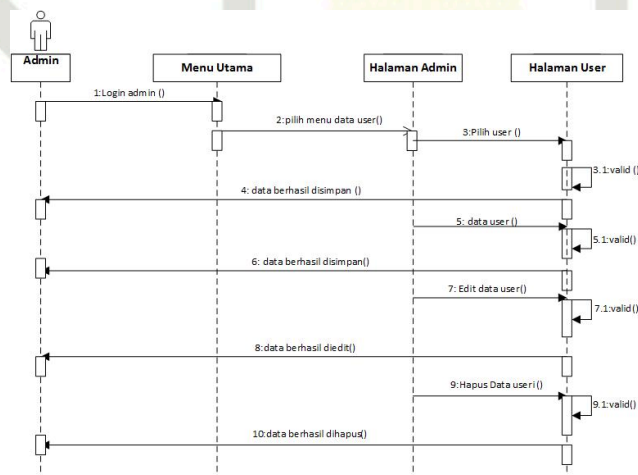 Admin
Menu Utama
Halaman Admin
Halaman User
1:Login admin ()
2:pilih menu data user()
3:Pilih user ()
3.1:valid ()
4: data berhasil disimpan ()
5: data user()
5.1:valid()
6: data berhasil disimpan()
7: Edit data user()
7.1:valid()
8:data berhasil diedit()
9:Hapus Data useri()
9.1:valid()
10:data berhasil dihapus()